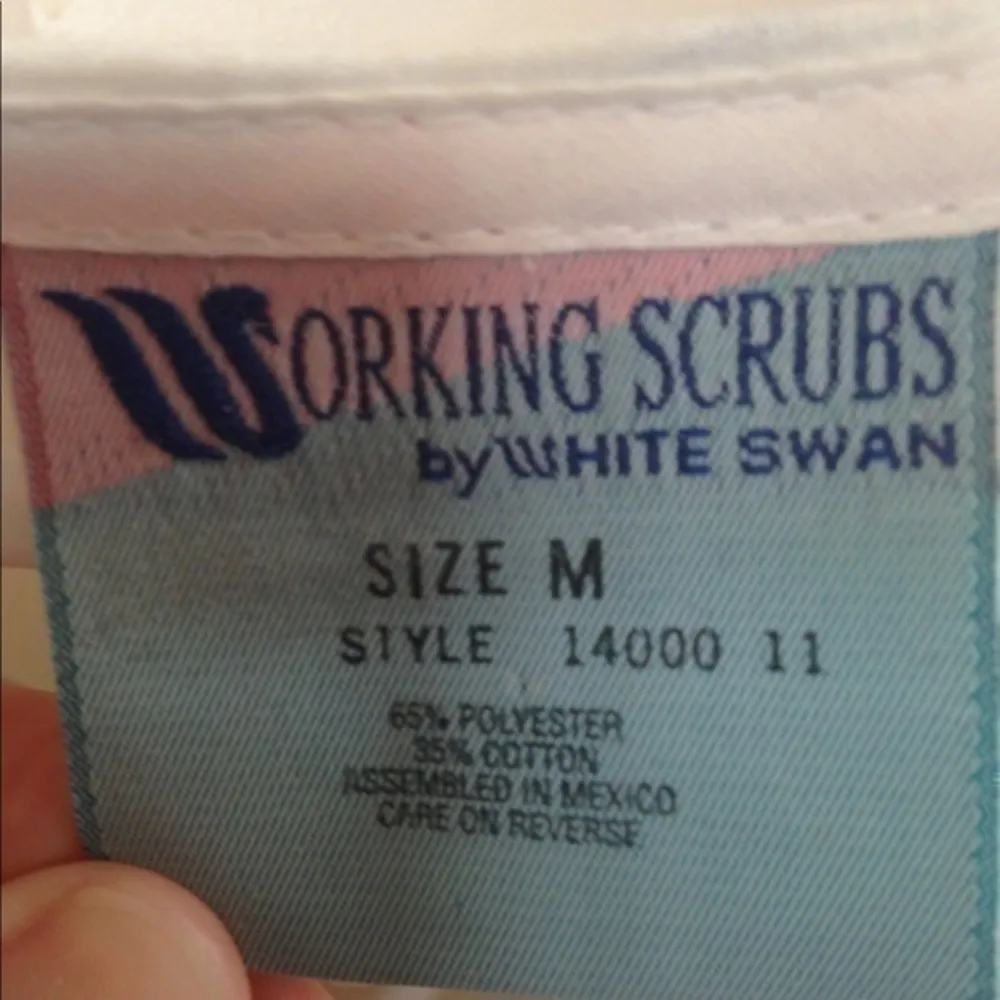 WORKING SCRUBS
by WHITE SWAN
SIZE M
STYLE 14000 11
65% POLYESTER
35% COTTON
ASSEMBLED IN MEXICO
CARE ON REVERSE